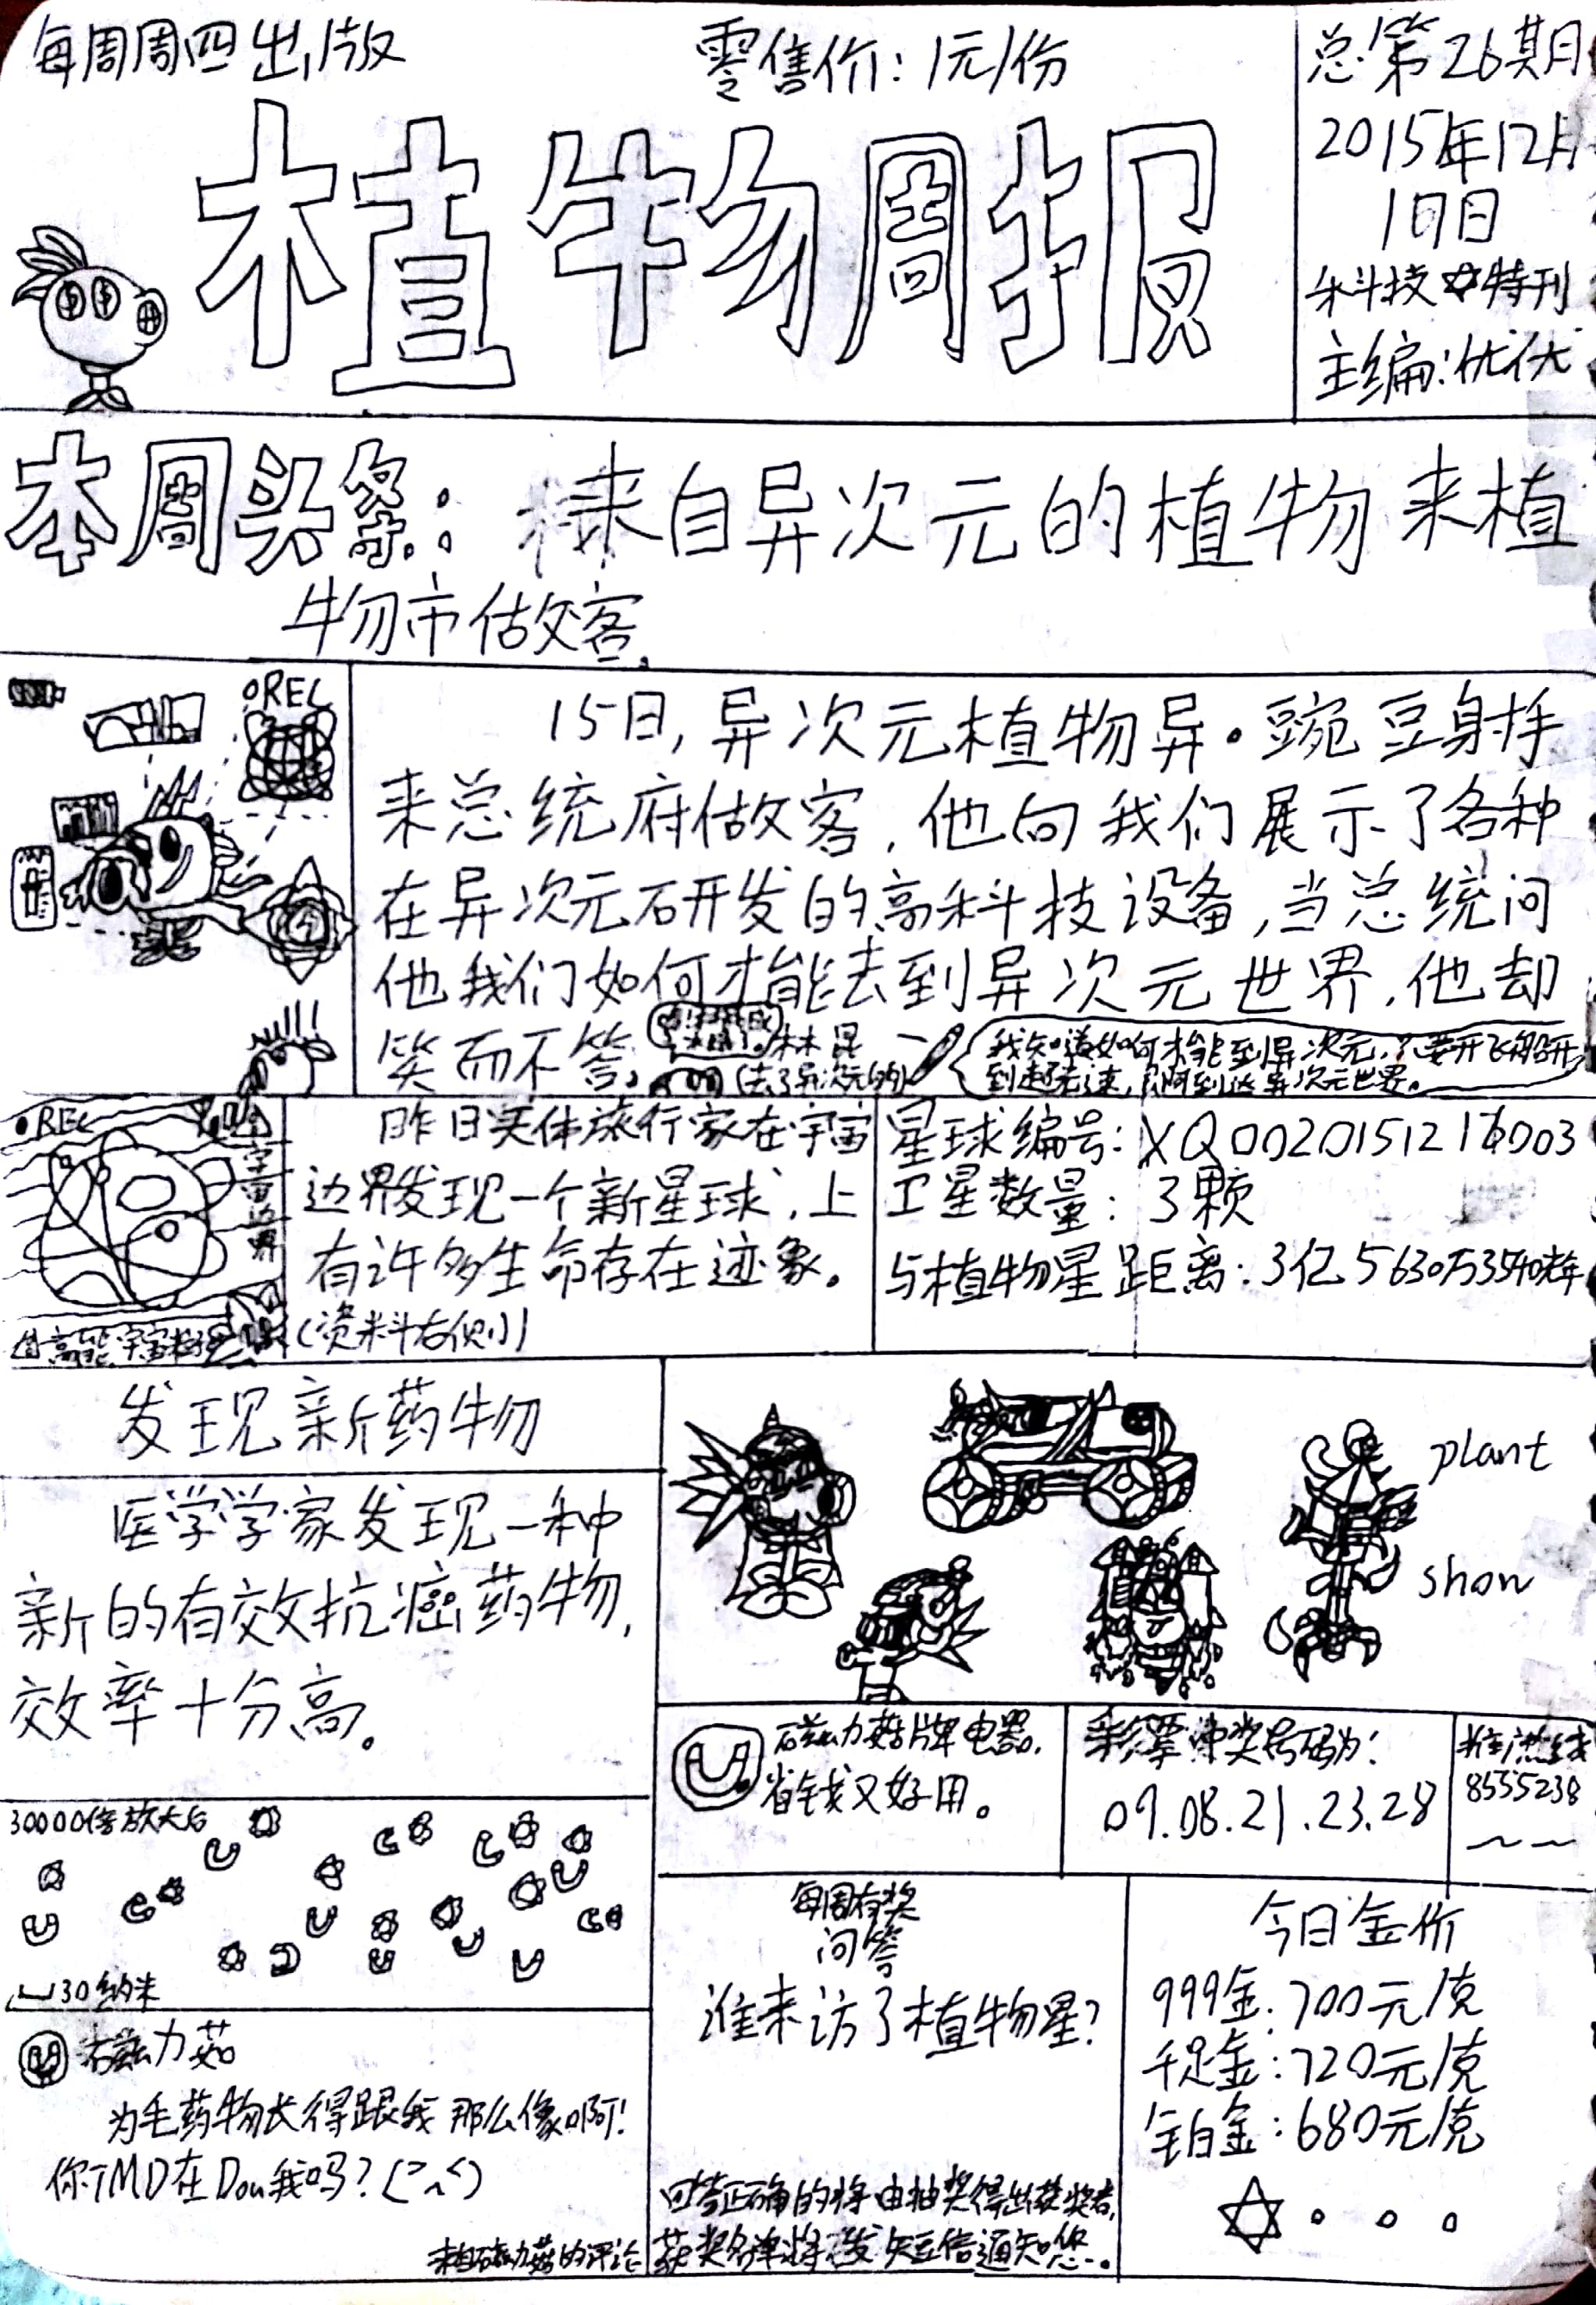 每周周四出版
零售价：1元/份
总第26期
2015年12月
17日
科技☆特刊
主编：优优
植物周报
本周头条：来自异次元的植物来植
物市做客.
REC
15日，异次元植物异·豌豆射手
来总统府做客，他向我们展示了各种
在异次元研发的高科技设备，当总统问
他我们如何才能去到异次元世界，他却
笑而不答。
(去了异次元的)
我知道如何才能到异次元，要开飞船开
到超光速，即可到达异次元世界。
REC
宇宙边界
昨日实体旅行家在宇宙
边界发现一个新星球，上
有许多生命存在迹象。
(资料右侧)
星球编号：XQ0020151216003
卫星数量：3颗
与植物星距离：3亿5630万3540光年
发现新药物
医学学家发现一种
新的有效抗癌药物，
效率十分高。
plant
show
30000倍放大后
30纳米
磁力菇牌电器，
省钱又好用。
彩票中奖号码为：
09.08.21.23.28
热线
8555238
磁力菇
为毛药物长得跟我那么像啊！
你TMD在Dou我吗？(>^<)
来自磁力菇的评论
每周有奖
问答
谁来访了植物星？
回答正确的将由抽奖得出获奖者，
获奖名单将发短信通知您。
今日金价
999金：700元/克
千足金：720元/克
铂金：680元/克